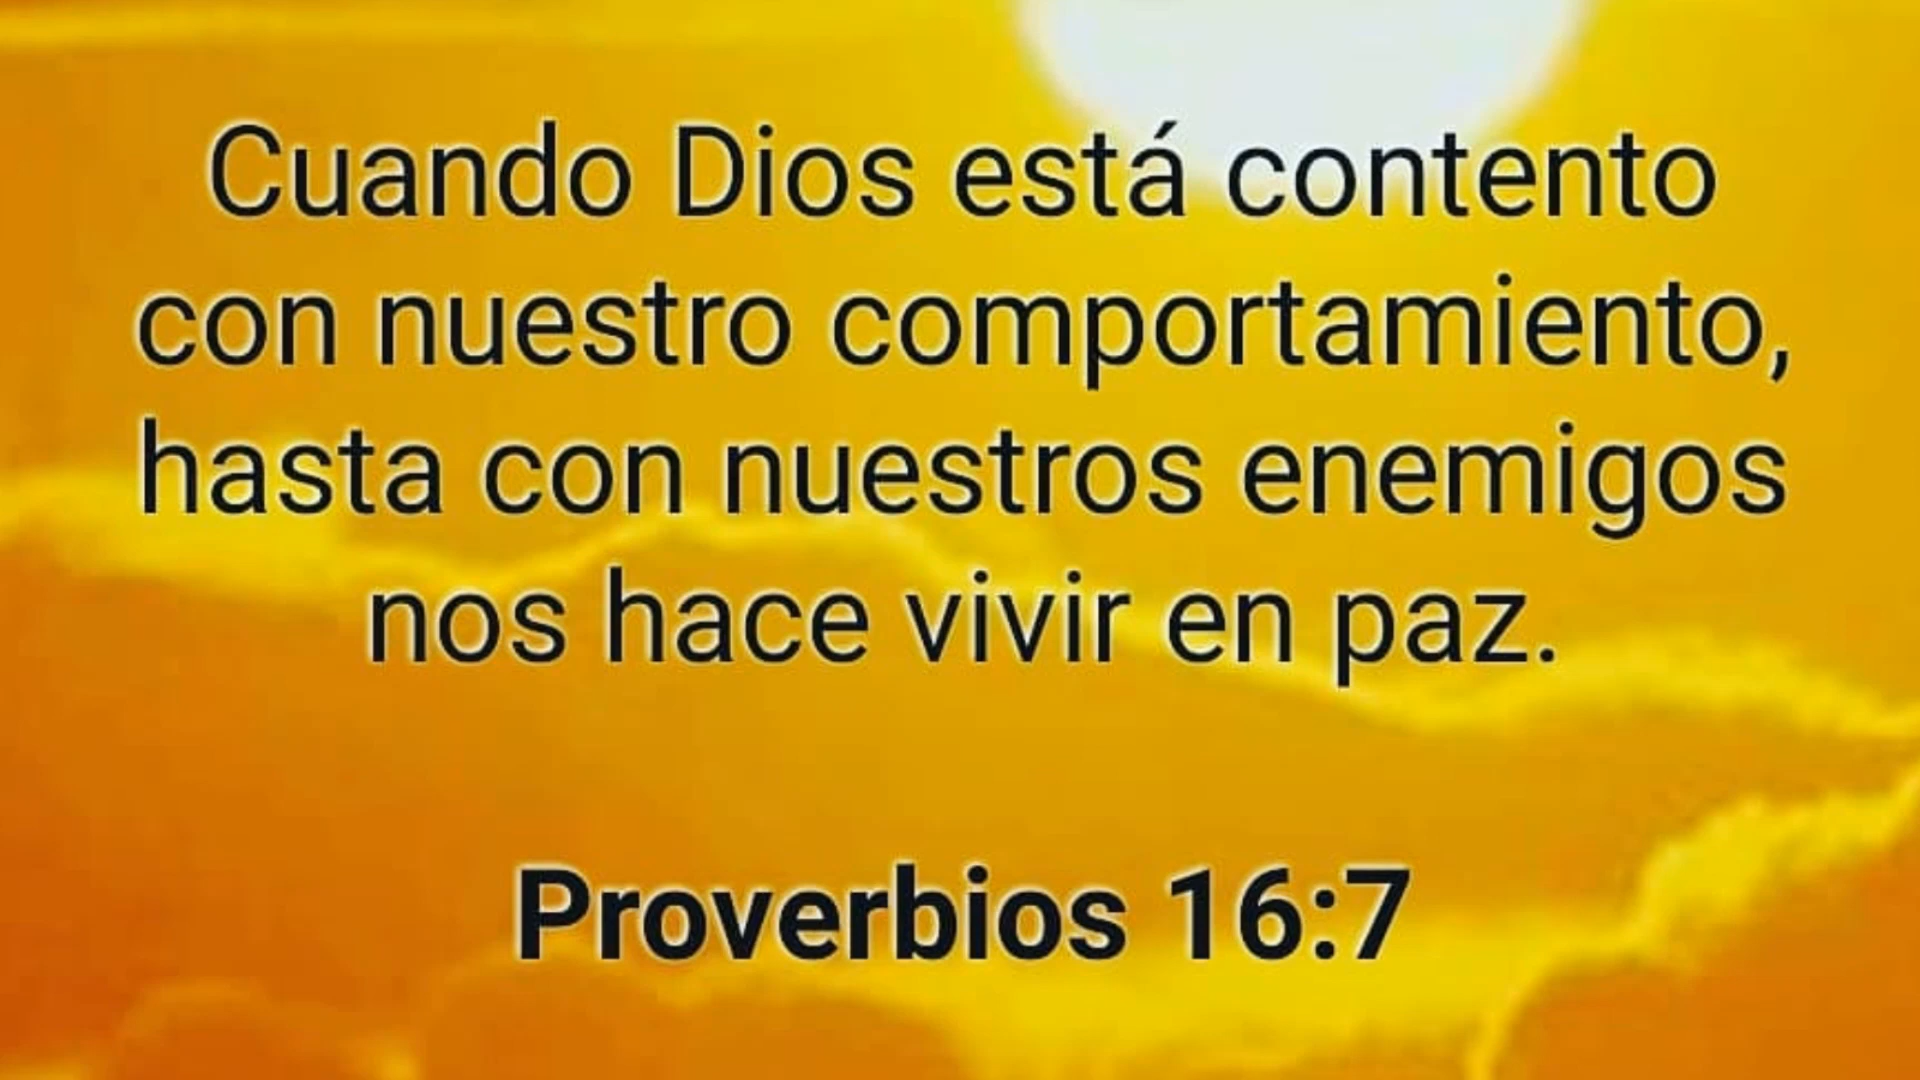 Cuando Dios está contento
con nuestro comportamiento,
hasta con nuestros enemigos
nos hace vivir en paz.
Proverbios 16:7